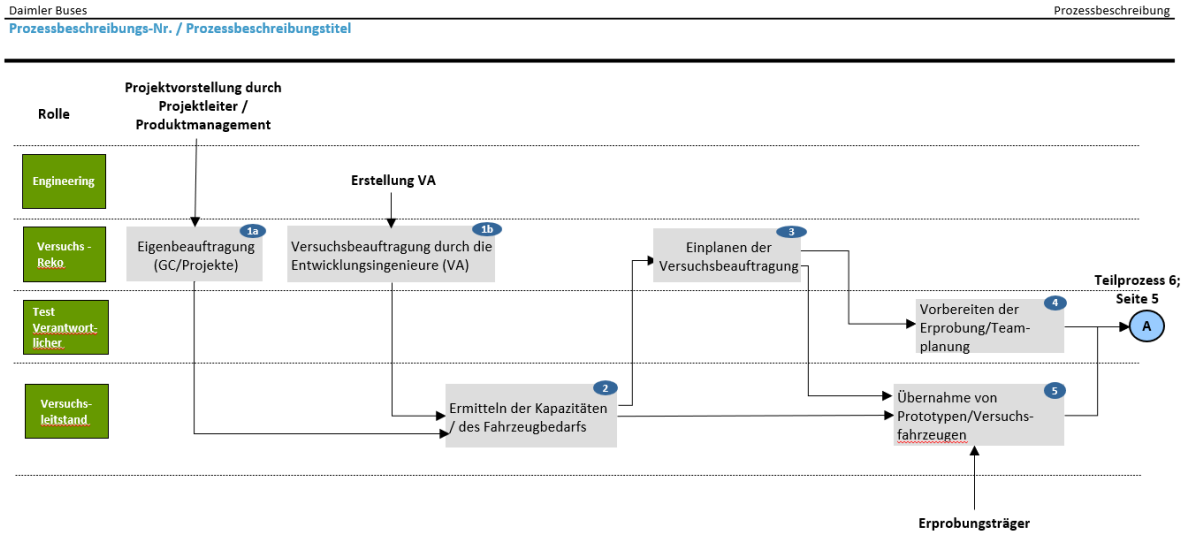 Daimler Buses
Prozessbeschreibung
Prozessbeschreibungs-Nr. / Prozessbeschreibungstitel
Rolle
Projektvorstellung durch
Projektleiter /
Produktmanagement
Engineering
Erstellung VA
Versuchs -
Reko
1a
Eigenbeauftragung
(GC/Projekte)
1b
Versuchsbeauftragung durch die
Entwicklungsingenieure (VA)
3
Einplanen der
Versuchsbeauftragung
Teilprozess 6;
Seite 5
A
Test
Verantwort-
licher
4
Vorbereiten der
Erprobung/Team-
planung
Versuchs-
leitstand
2
Ermitteln der Kapazitäten
/ des Fahrzeugbedarfs
5
Übernahme von
Prototypen/Versuchs-
fahrzeugen
Erprobungsträger